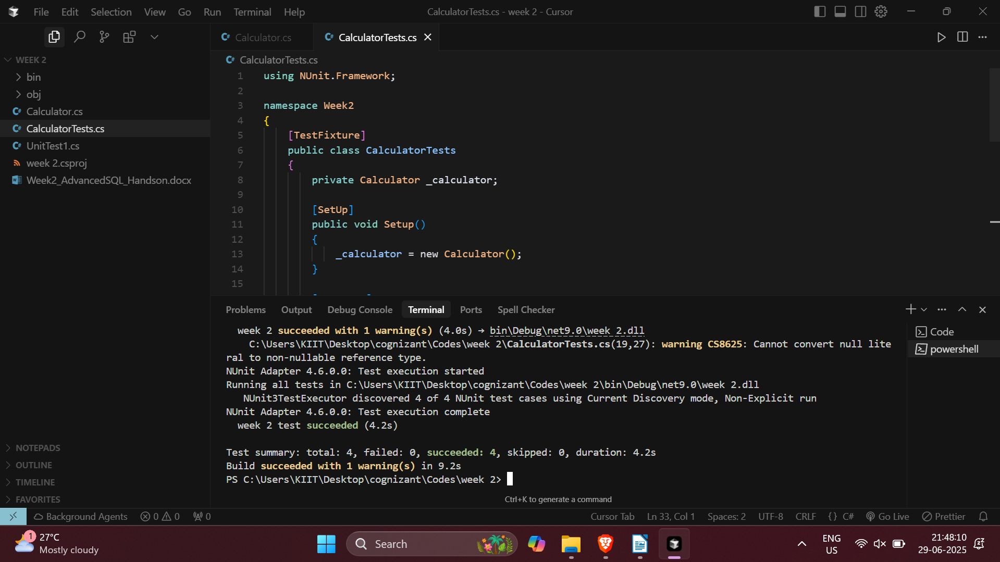 File Edit Selection View Go Run Terminal Help
CalculatorTests.cs - week 2 - Cursor
WEEK 2
bin
obj
Calculator.cs
CalculatorTests.cs
UnitTest1.cs
week 2.csproj
Week2_AdvancedSQL_Handson.docx
NOTEPADS
OUTLINE
TIMELINE
FAVORITES
Calculator.cs
CalculatorTests.cs
CalculatorTests.cs
1 using NUnit.Framework;
2
3 namespace Week2
4 {
5 [TestFixture]
6 public class CalculatorTests
7 {
8 private Calculator _calculator;
9
10 [SetUp]
11 public void Setup()
12 {
13 _calculator = new Calculator();
14 }
15
Problems Output Debug Console Terminal Ports Spell Checker
week 2 succeeded with 1 warning(s) (4.0s) → bin\Debug\net9.0\week 2.dll
C:\Users\KIIT\Desktop\cognizant\Codes\week 2\CalculatorTests.cs(19,27): warning CS8625: Cannot convert null lite
ral to non-nullable reference type.
NUnit Adapter 4.6.0.0: Test execution started
Running all tests in C:\Users\KIIT\Desktop\cognizant\Codes\week 2\bin\Debug\net9.0\week 2.dll
NUnit3TestExecutor discovered 4 of 4 NUnit test cases using Current Discovery mode, Non-Explicit run
NUnit Adapter 4.6.0.0: Test execution complete
week 2 test succeeded (4.2s)
Test summary: total: 4, failed: 0, succeeded: 4, skipped: 0, duration: 4.2s
Build succeeded with 1 warning(s) in 9.2s
PS C:\Users\KIIT\Desktop\cognizant\Codes\week 2>
Ctrl+K to generate a command
Code
powershell
Background Agents 0 0 0
Cursor Tab Ln 33, Col 1 Spaces: 2 UTF-8 CRLF {} C# Go Live Prettier
1
27°C
Mostly cloudy
Search
ENG
US
21:48:10
29-06-2025